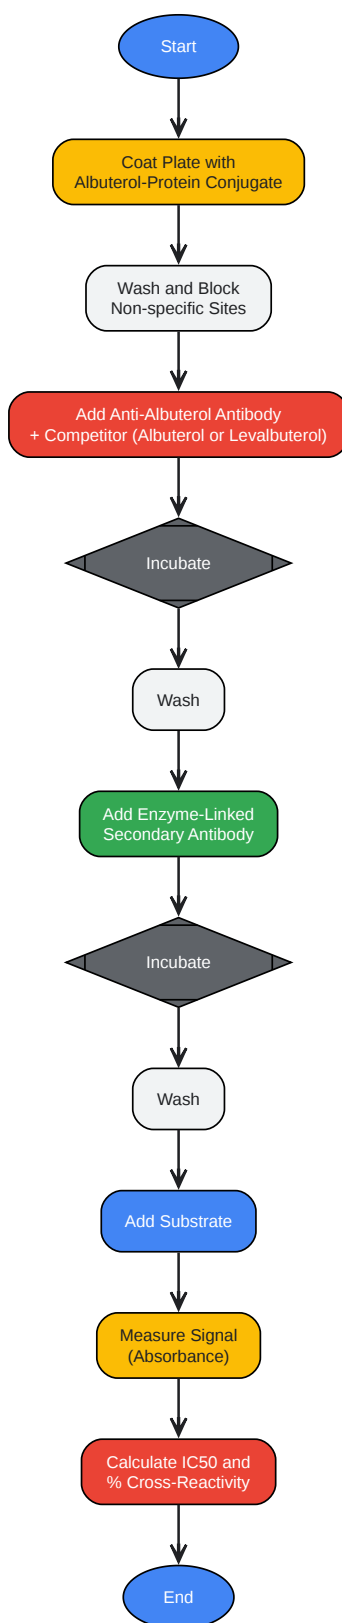 Start
Coat Plate with
Albuterol-Protein Conjugate
Wash and Block
Non-specific Sites
Add Anti-Albuterol Antibody
+ Competitor (Albuterol or Levalbuterol)
Incubate
Wash
Add Enzyme-Linked
Secondary Antibody
Incubate
Wash
Add Substrate
Measure Signal
(Absorbance)
Calculate IC50 and
% Cross-Reactivity
End